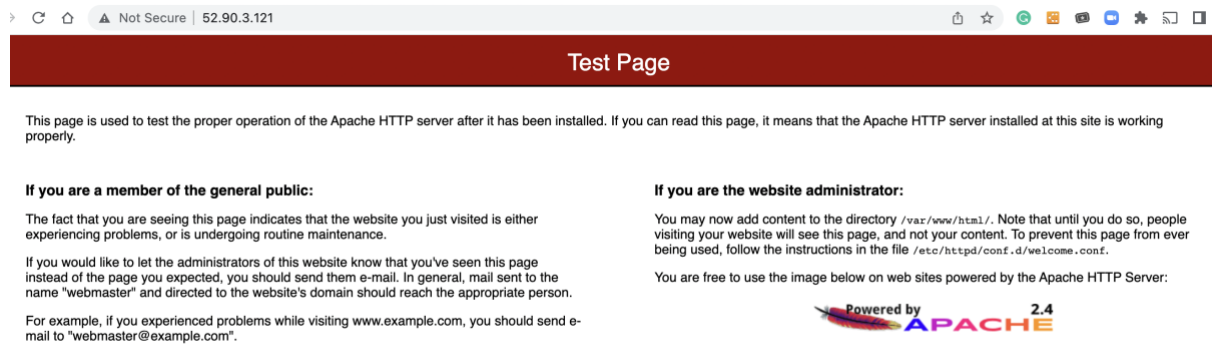 Not Secure 52.90.3.121
Test Page
This page is used to test the proper operation of the Apache HTTP server after it has been installed. If you can read this page, it means that the Apache HTTP server installed at this site is working
properly.
If you are a member of the general public:
The fact that you are seeing this page indicates that the website you just visited is either
experiencing problems, or is undergoing routine maintenance.
If you would like to let the administrators of this website know that you've seen this page
instead of the page you expected, you should send them e-mail. In general, mail sent to the
name "webmaster" and directed to the website's domain should reach the appropriate person.
For example, if you experienced problems while visiting www.example.com, you should send e-
mail to "webmaster@example.com".
If you are the website administrator:
You may now add content to the directory /var/www/html/. Note that until you do so, people
visiting your website will see this page, and not your content. To prevent this page from ever
being used, follow the instructions in the file /etc/httpd/conf.d/welcome.conf.
You are free to use the image below on web sites powered by the Apache HTTP Server:
Powered by 2.4
APACHE